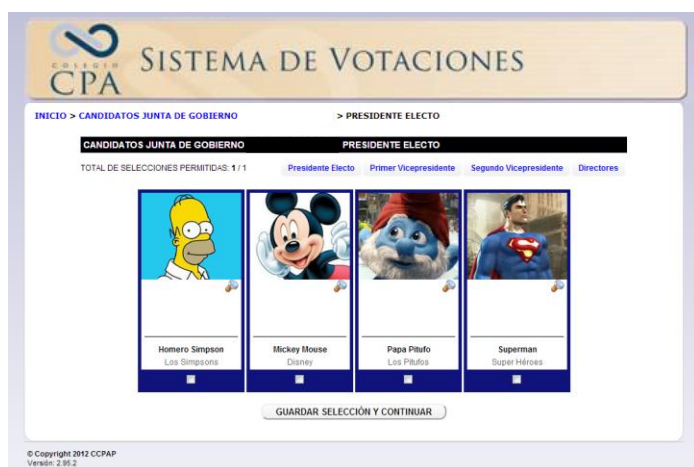 COLEGIO
CPA
SISTEMA DE VOTACIONES
INICIO > CANDIDATOS JUNTA DE GOBIERNO > PRESIDENTE ELECTO
CANDIDATOS JUNTA DE GOBIERNO PRESIDENTE ELECTO
TOTAL DE SELECCIONES PERMITIDAS: 1 / 1 Presidente Electo Primer Vicepresidente Segundo Vicepresidente Directores
Homero Simpson Mickey Mouse Papa Pitufo Superman
Los Simpsons Disney Los Pitufos Super Héroes
GUARDAR SELECCIÓN Y CONTINUAR
© Copyright 2012 CCPAP
Versión: 2.95.2